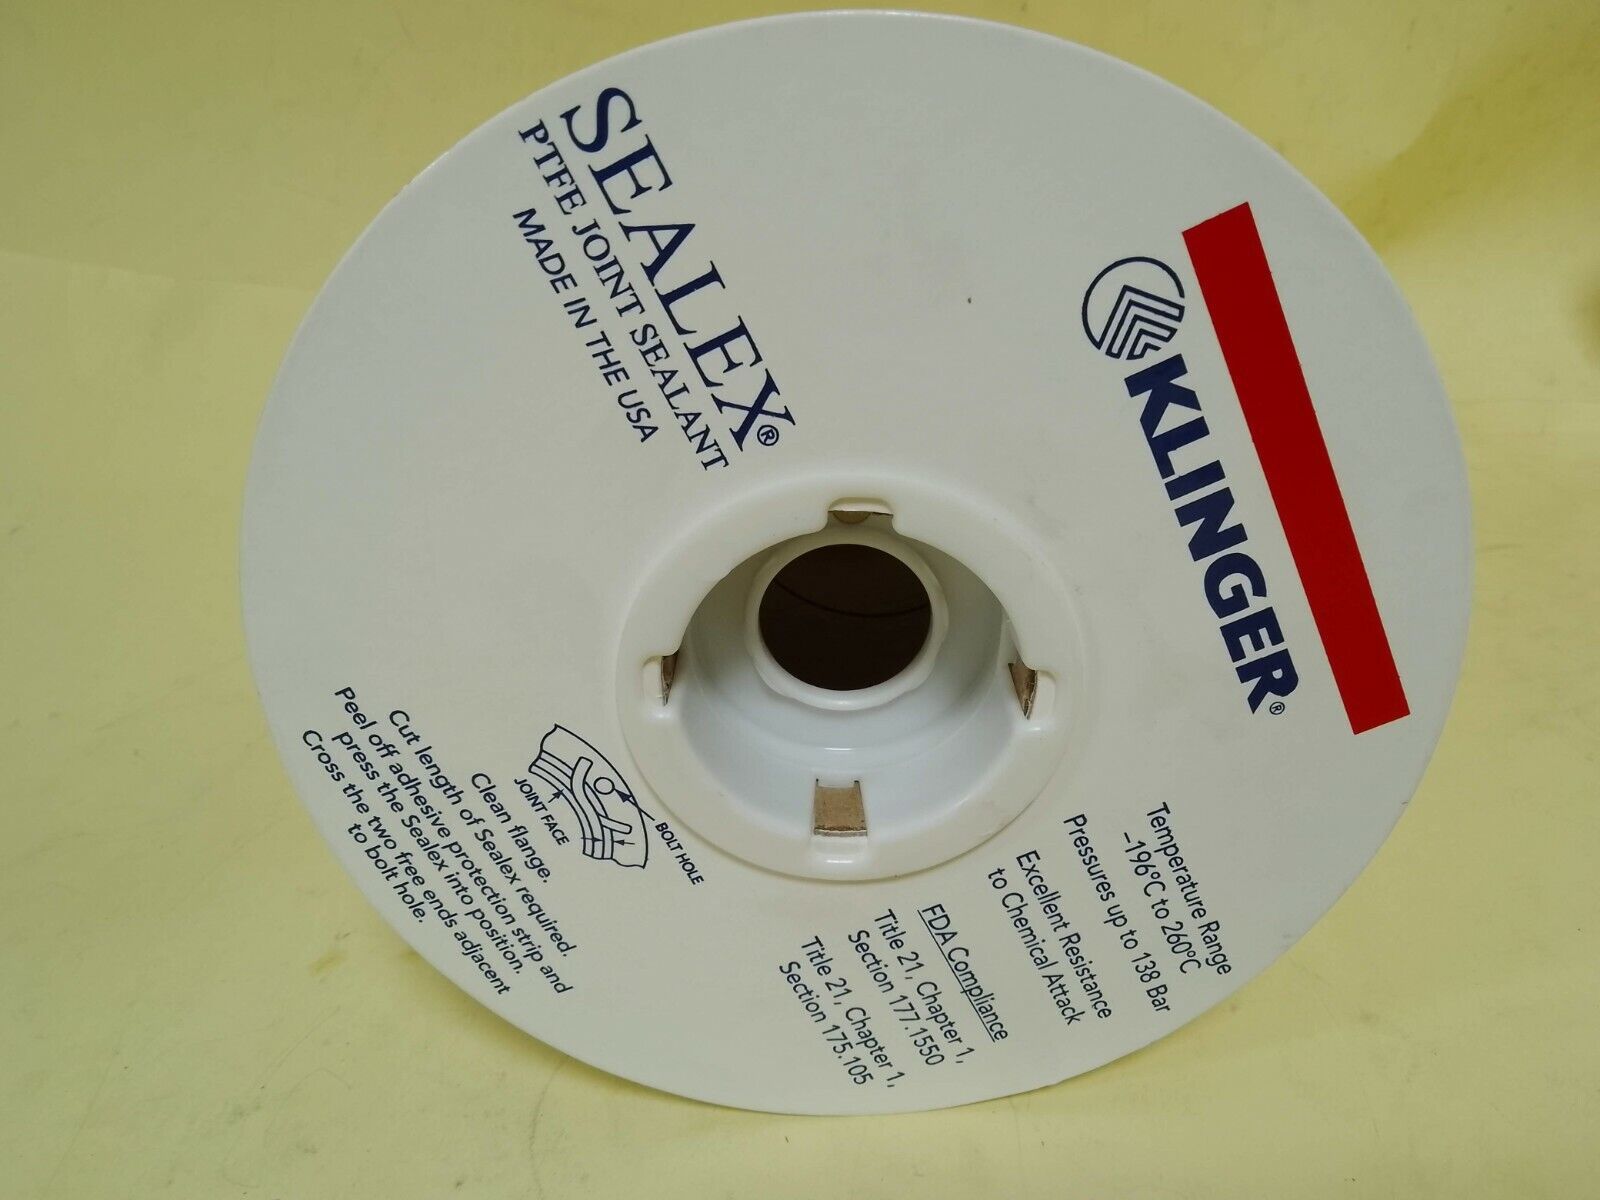 SEALEX®
PTFE JOINT SEALANT
MADE IN THE USA
KLINGER®
Temperature Range
–196°C to 260°C
Pressures up to 138 Bar
Excellent Resistance
to Chemical Attack
FDA Compliance
Title 21, Chapter 1,
Section 177.1550
Title 21, Chapter 1,
Section 175.105
BOLT HOLE
JOINT FACE
Clean flange.
Cut length of Sealex required.
Peel off adhesive protection strip and
press the Sealex into position.
Cross the two free ends adjacent
to bolt hole.